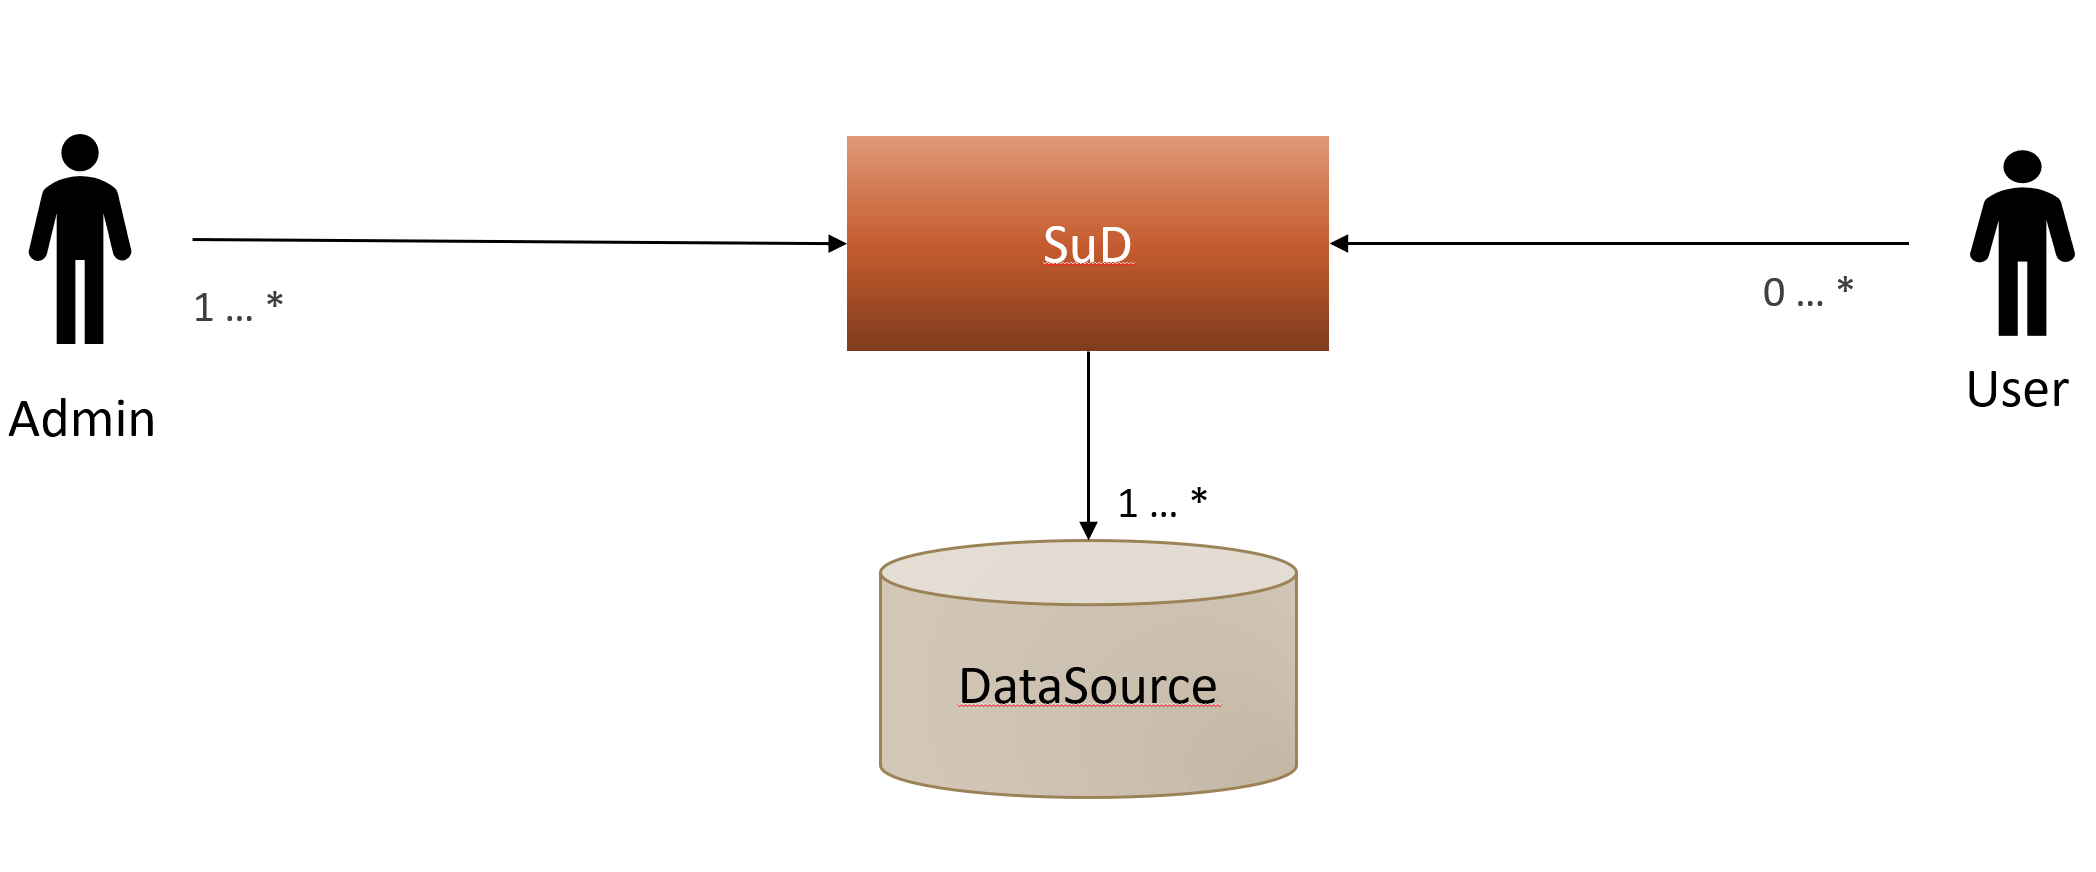 SuD
1 ... *
0 ... *
Admin
User
1 ... *
DataSource